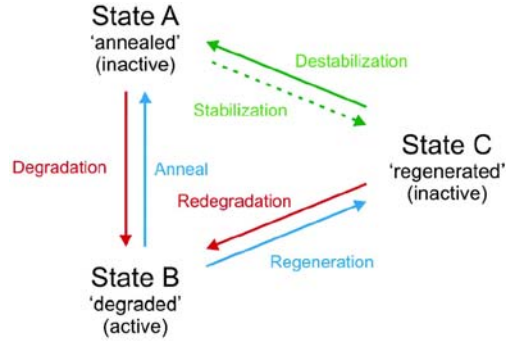 State A
'annealed'
(inactive)
Destabilization
Stabilization
State C
'regenerated'
(inactive)
Degradation
Anneal
Redegradation
Regeneration
State B
'degraded'
(active)